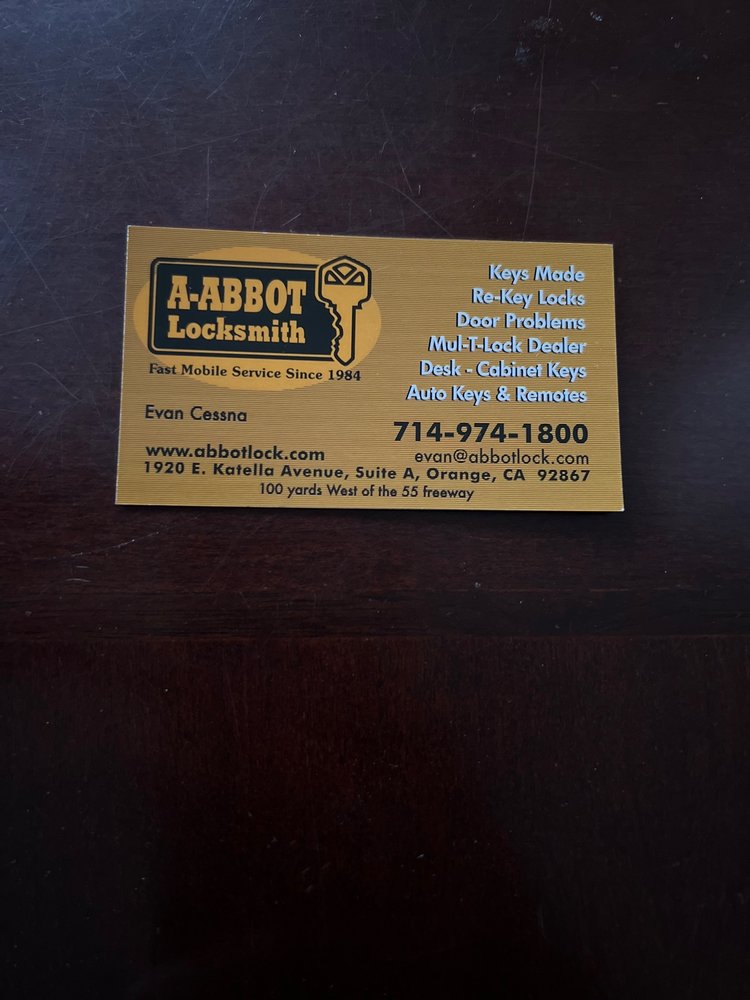 A-ABBOT
Locksmith
Fast Mobile Service Since 1984
Evan Cessna
Keys Made
Re-Key Locks
Door Problems
Mul-T-Lock Dealer
Desk - Cabinet Keys
Auto Keys & Remotes
714-974-1800
www.abbotlock.com
evan@abbotlock.com
1920 E. Katella Avenue, Suite A, Orange, CA 92867
100 yards West of the 55 freeway